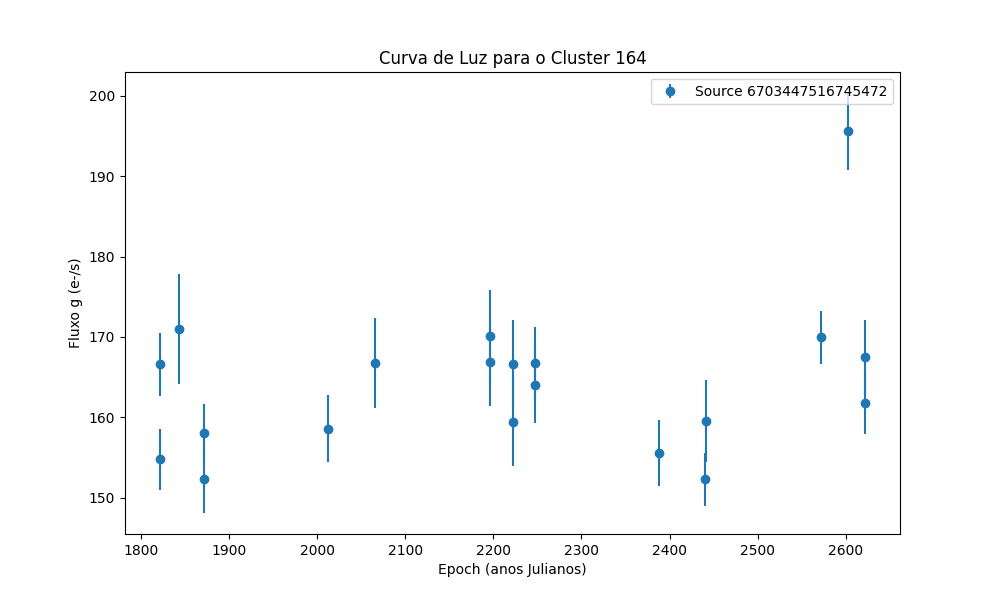 Curva de Luz para o Cluster 164
Source 6703447516745472
200
190
180
170
160
150
Fluxo g (e-/s)
1800 1900 2000 2100 2200 2300 2400 2500 2600
Epoch (anos Julianos)